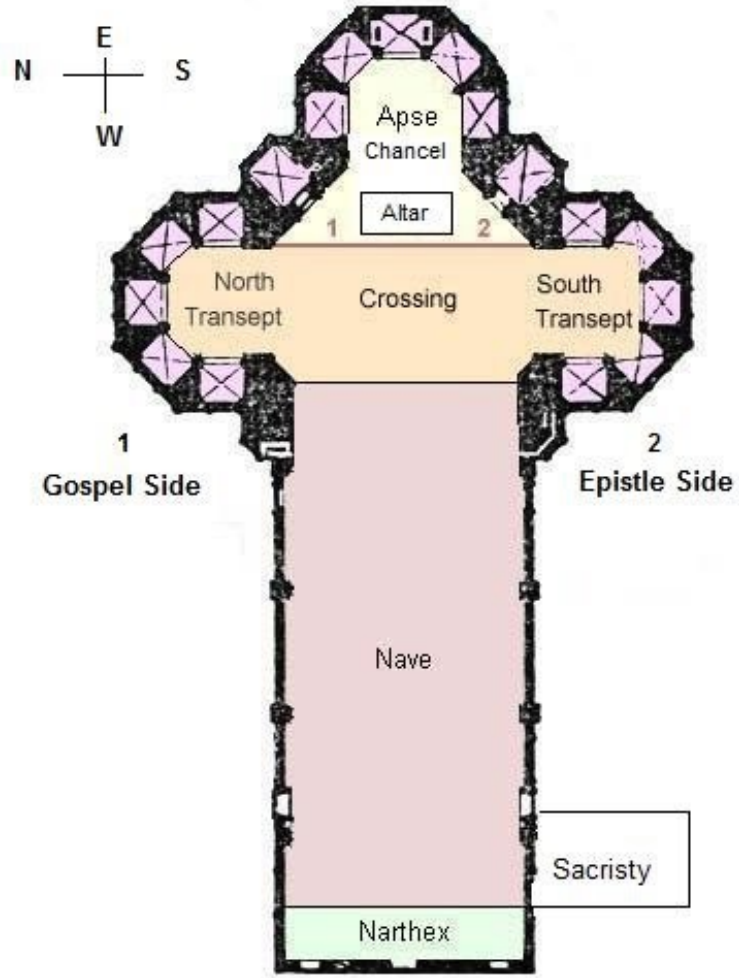 E
N S
W
Apse
Chancel
Altar
1 2
North
Transept
Crossing
South
Transept
1
Gospel Side
2
Epistle Side
Nave
Sacristy
Narthex